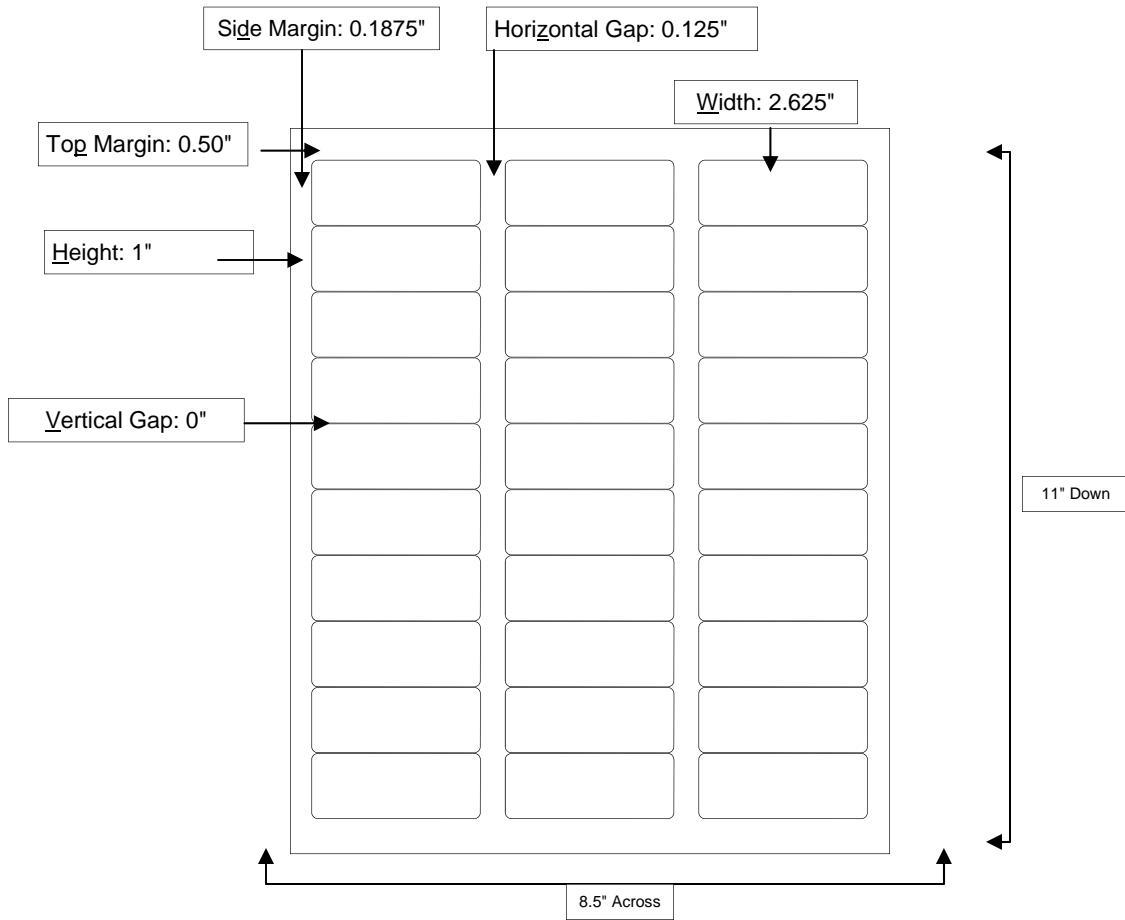 Side Margin: 0.1875"
Horizontal Gap: 0.125"
Width: 2.625"
Top Margin: 0.50"
Height: 1"
Vertical Gap: 0"
11" Down
8.5" Across